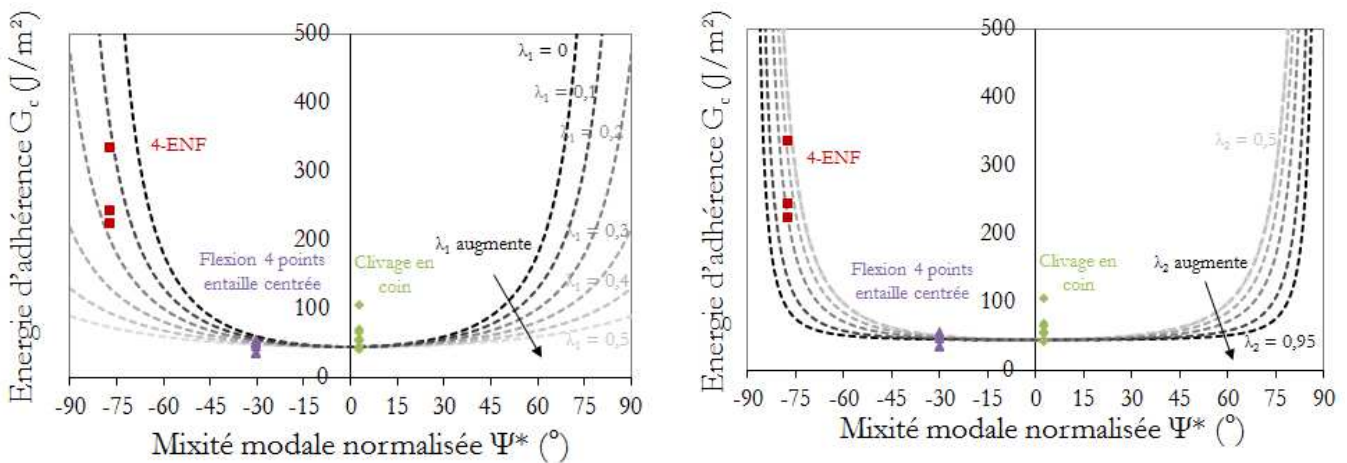 Energie d'adhérence G_c (J/m²)
500
400
300
200
100
0
λ₁ = 0
λ₁ = 0,1
λ₁ = 0,2
λ₁ = 0,3
λ₁ = 0,4
λ₁ = 0,5
λ₁ augmente
4-ENF
Flexion 4 points
entaille centrée
Clivage en
coin
-90 -75 -60 -45 -30 -15 0 15 30 45 60 75 90
Mixité modale normalisée Ψ* (°)
Energie d'adhérence G_c (J/m²)
500
400
300
200
100
0
λ₂ = 0,5
λ₂ augmente
λ₂ = 0,95
4-ENF
Flexion 4 points
entaille centrée
Clivage en
coin
-90 -75 -60 -45 -30 -15 0 15 30 45 60 75 90
Mixité modale normalisée Ψ* (°)